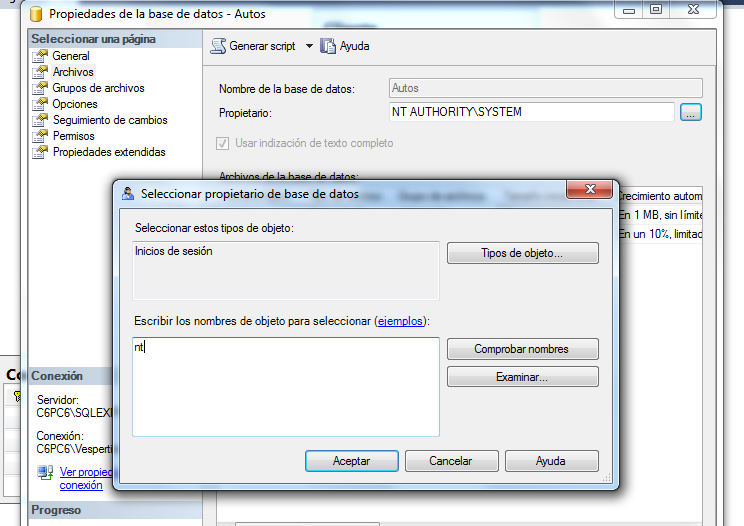 Propiedades de la base de datos - Autos
Seleccionar una página
General
Archivos
Grupos de archivos
Opciones
Seguimiento de cambios
Permisos
Propiedades extendidas
Generar script
Ayuda
Nombre de la base de datos:
Autos
Propietario:
NT AUTHORITY\SYSTEM
...
Usar indización de texto completo
Archivos de la base de datos:
Crecimiento autom
En 1 MB, sin límite
En un 10%, limitad
Seleccionar propietario de base de datos
Seleccionar estos tipos de objeto:
Inicios de sesión
Tipos de objeto...
Escribir los nombres de objeto para seleccionar (ejemplos):
nt
Comprobar nombres
Examinar...
Aceptar
Cancelar
Ayuda
Conexión
Servidor:
C6PC6\SQLEX
Conexión:
C6PC6\Vesperti
Ver propied
conexión
Progreso